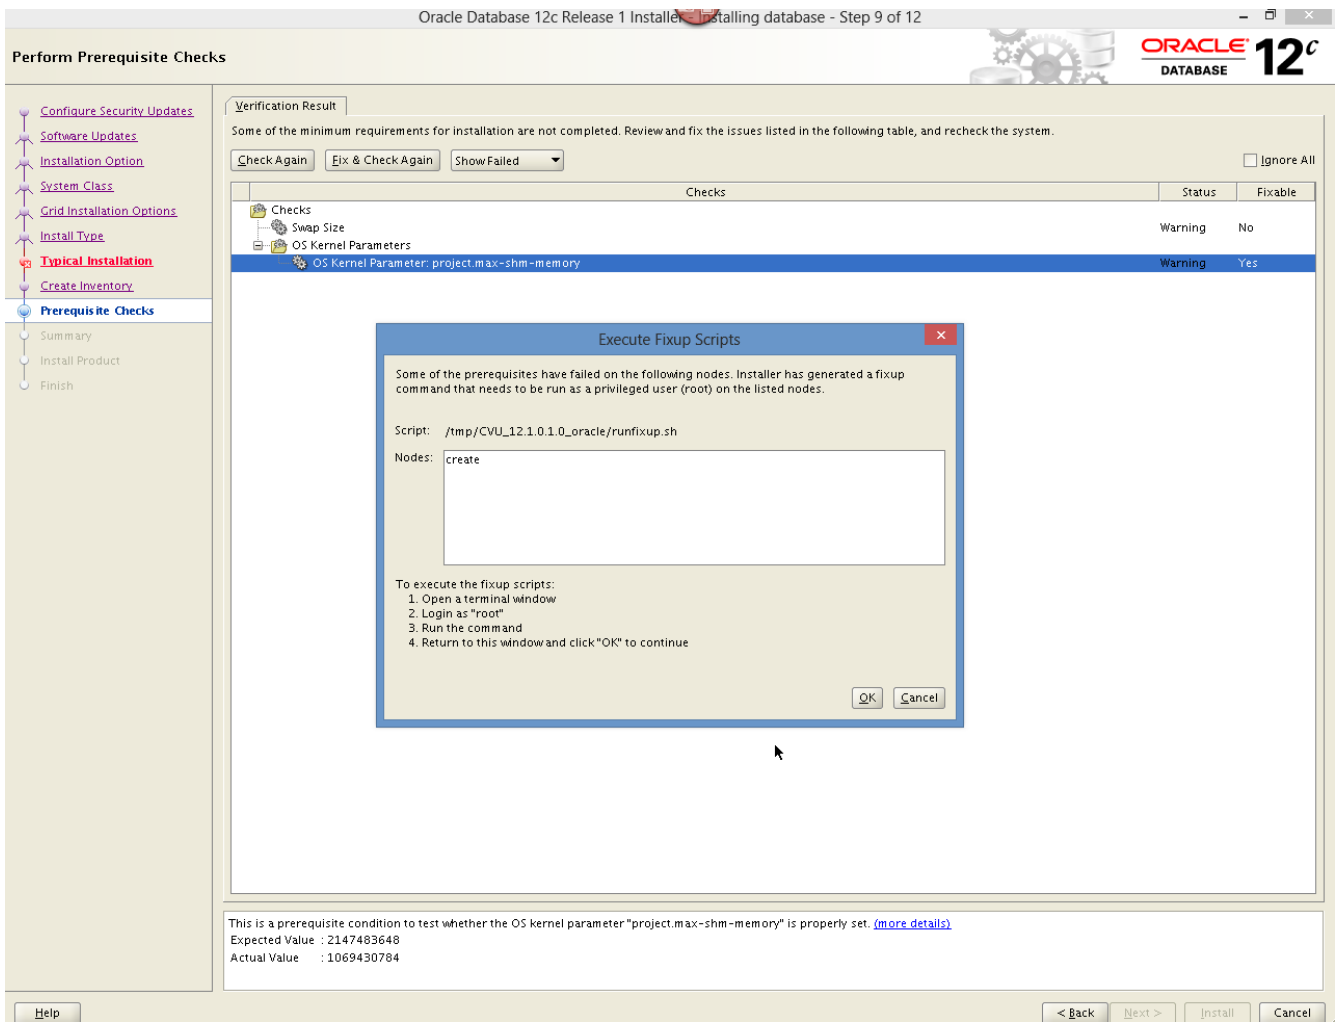 Oracle Database 12c Release 1 Installer - Installing database - Step 9 of 12
Perform Prerequisite Checks
ORACLE
DATABASE
12c
Configure Security Updates
Software Updates
Installation Option
System Class
Grid Installation Options
Install Type
Typical Installation
Create Inventory
Prerequisite Checks
Summary
Install Product
Finish
Verification Result
Some of the minimum requirements for installation are not completed. Review and fix the issues listed in the following table, and recheck the system.
Check Again Fix & Check Again Show Failed Ignore All
Checks Status Fixable
Checks
Swap Size Warning No
OS Kernel Parameters
OS Kernel Parameter: project.max-shm-memory Warning Yes
Execute Fixup Scripts
Some of the prerequisites have failed on the following nodes. Installer has generated a fixup
command that needs to be run as a privileged user (root) on the listed nodes.
Script: /tmp/CVU_12.1.0.1.0_oracle/runfixup.sh
Nodes: create
To execute the fixup scripts:
1. Open a terminal window
2. Login as "root"
3. Run the command
4. Return to this window and click "OK" to continue
OK Cancel
This is a prerequisite condition to test whether the OS kernel parameter "project.max-shm-memory" is properly set. (more details)
Expected Value : 2147483648
Actual Value : 1069430784
Help < Back Next > Install Cancel